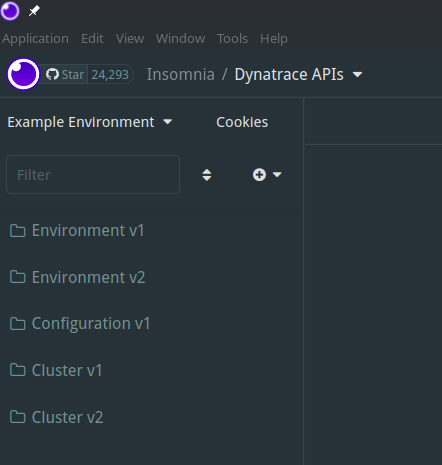 Application Edit View Window Tools Help
Star 24,293 Insomnia / Dynatrace APIs
Example Environment Cookies
Filter
Environment v1
Environment v2
Configuration v1
Cluster v1
Cluster v2